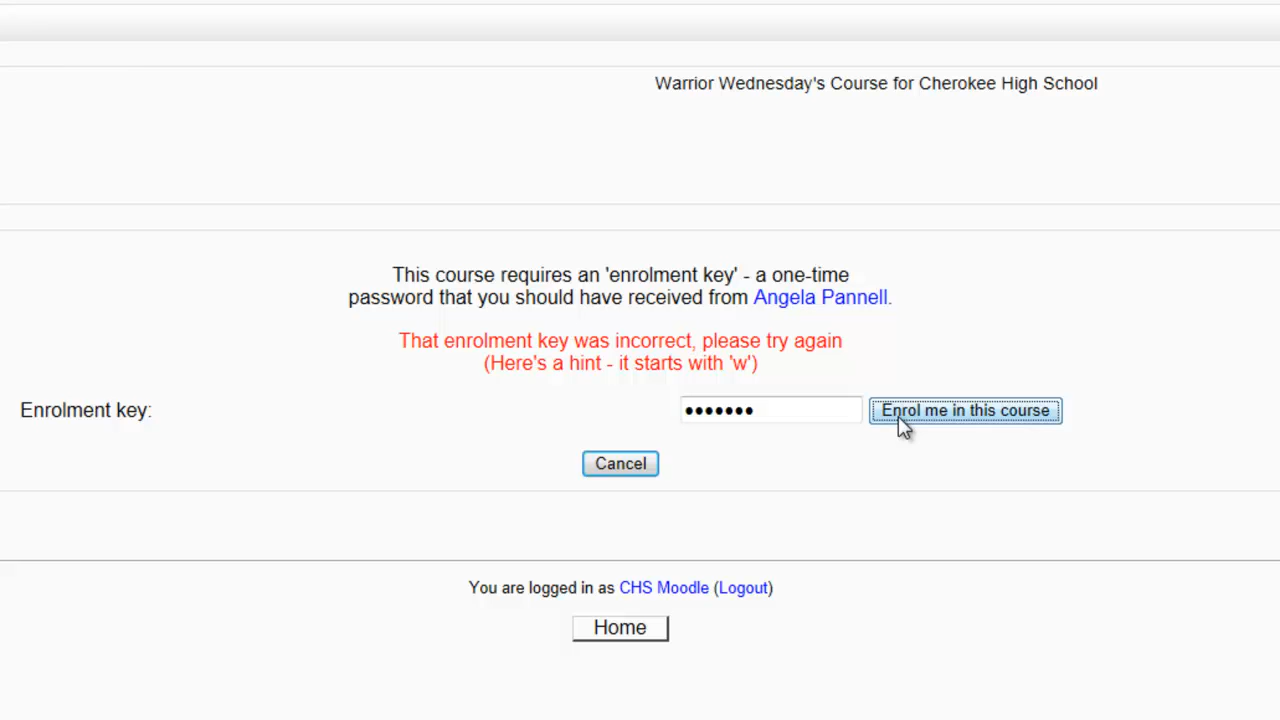 Warrior Wednesday's Course for Cherokee High School
This course requires an 'enrolment key' - a one-time
password that you should have received from Angela Pannell.
That enrolment key was incorrect, please try again
(Here's a hint - it starts with 'w')
Enrolment key: ●●●●●●● Enrol me in this course
Cancel
You are logged in as CHS Moodle (Logout)
Home